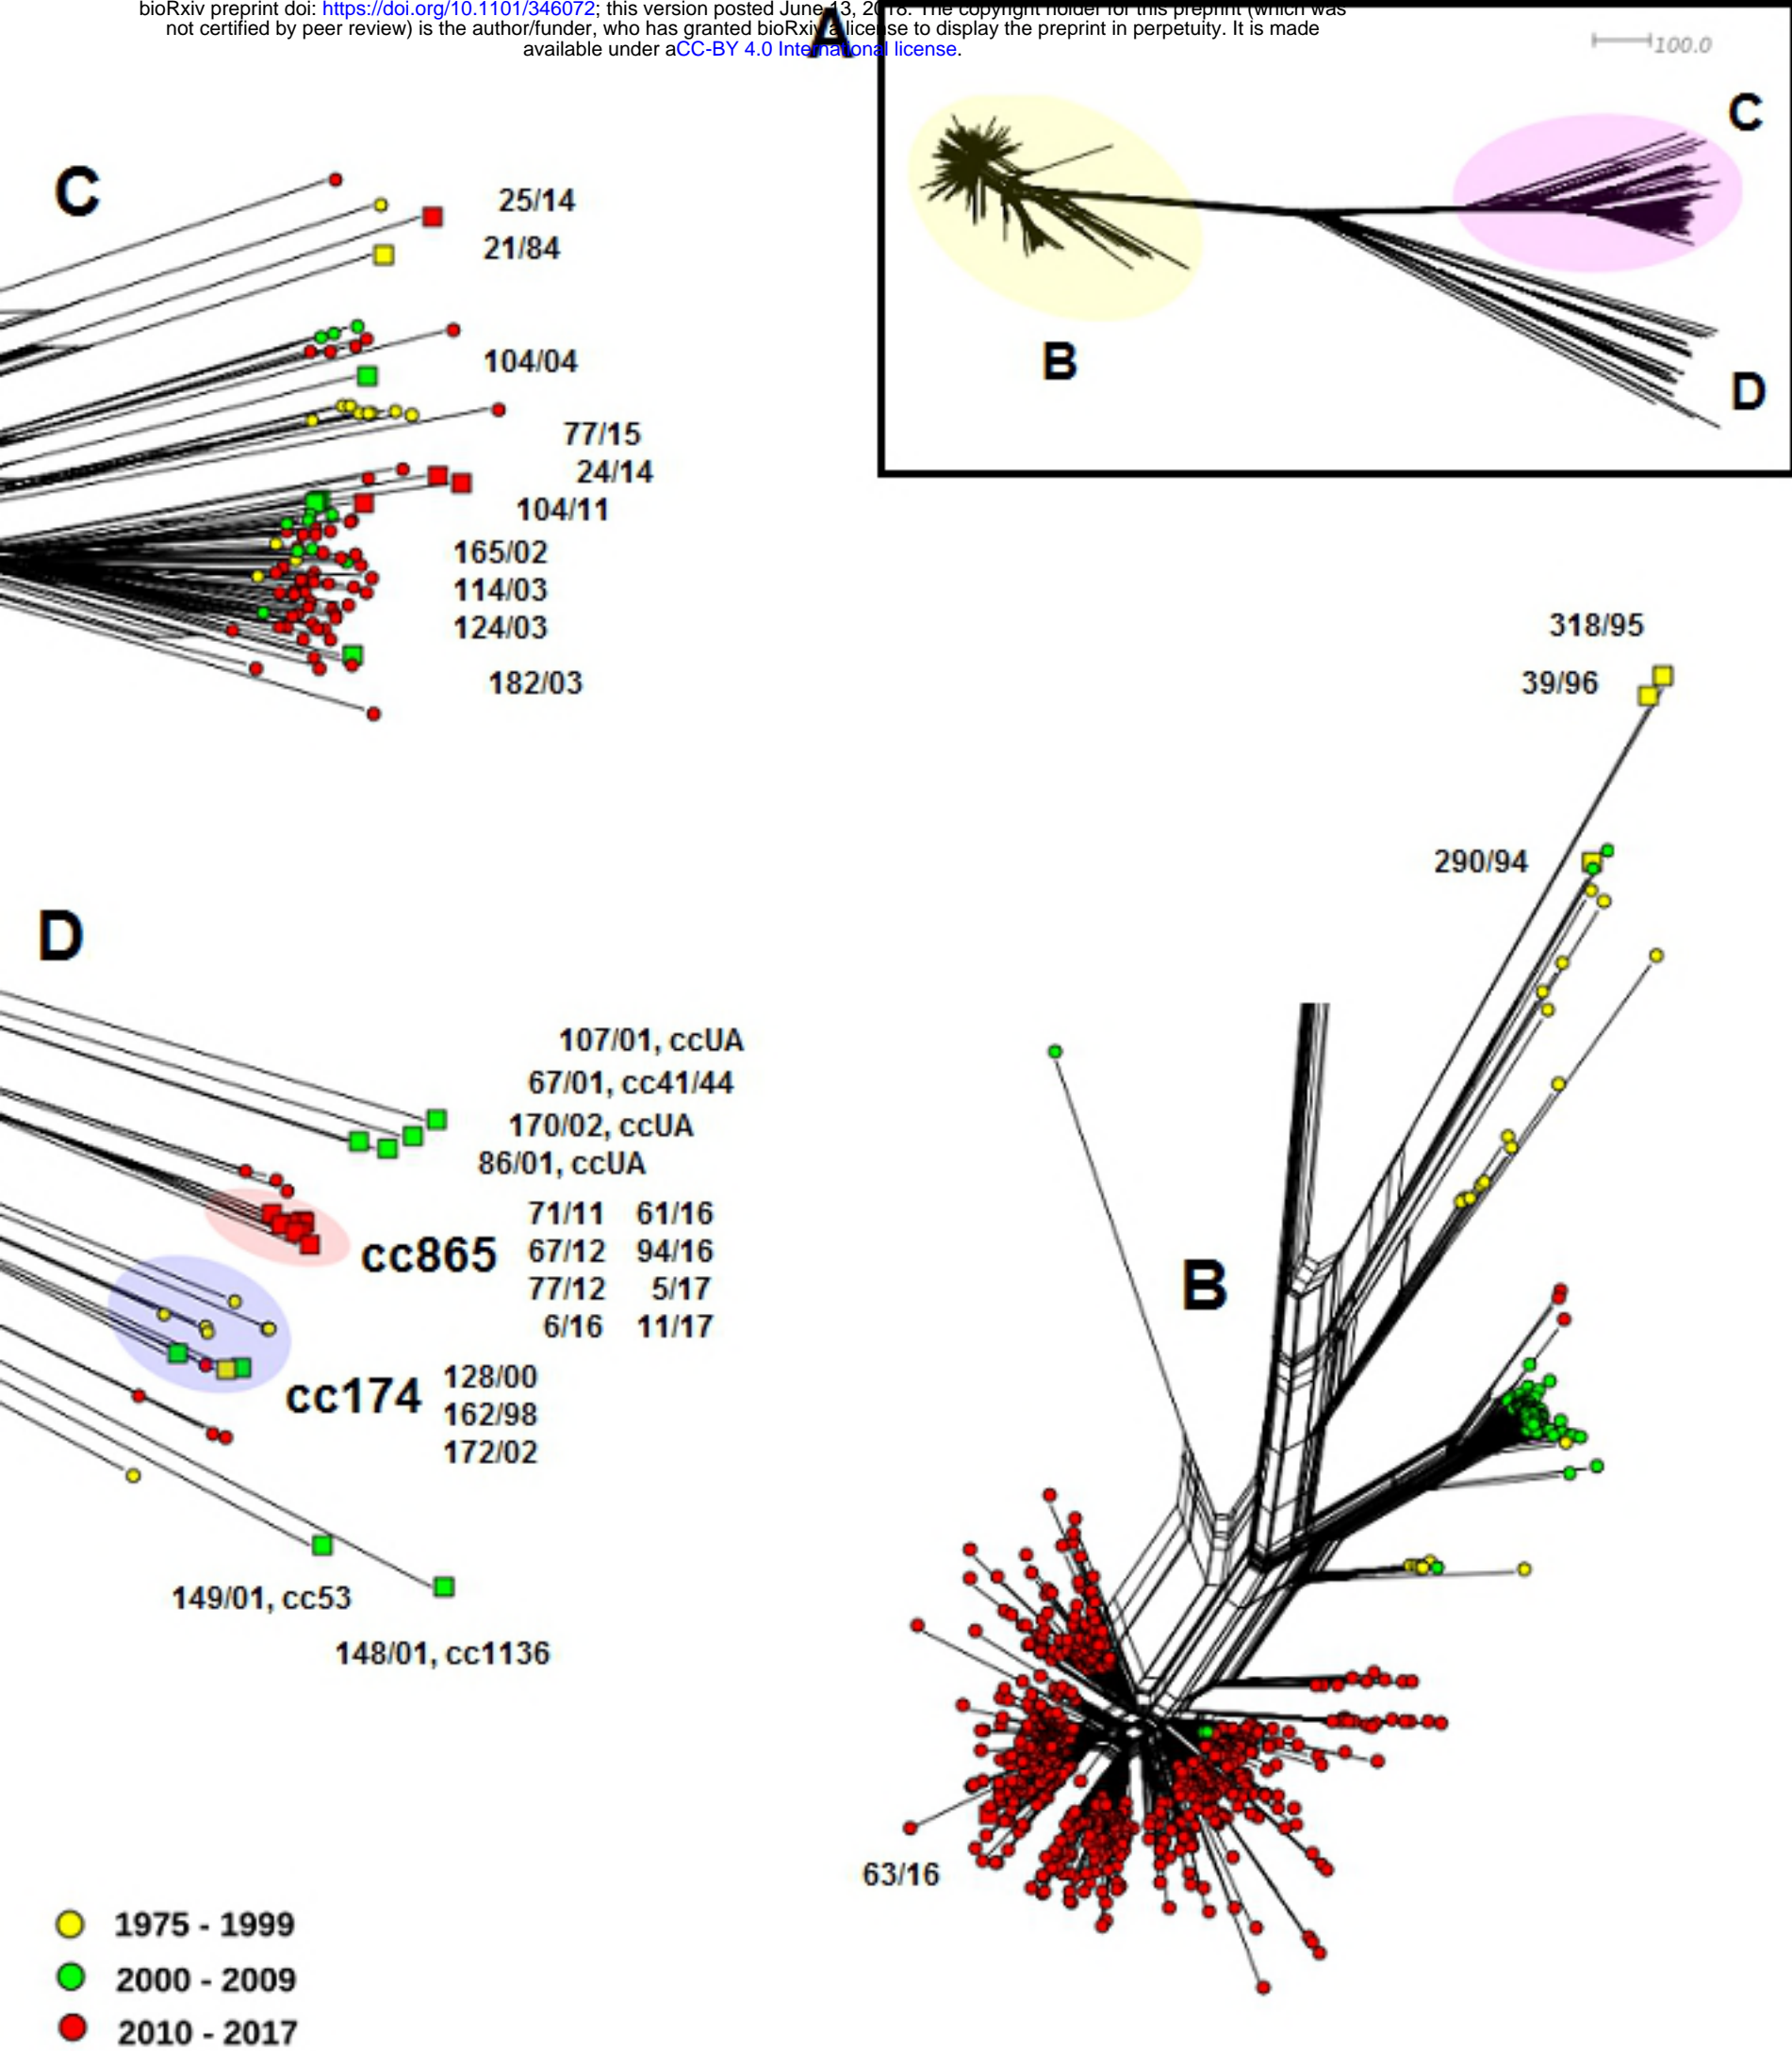 bioRxiv preprint doi: https://doi.org/10.1101/346072; this version posted June 13, 2018. The copyright holder for this preprint (which was
not certified by peer review) is the author/funder, who has granted bioRxiv a license to display the preprint in perpetuity. It is made
available under aCC-BY 4.0 International license.
A
100.0
C
B
D
C
25/14
21/84
104/04
77/15
24/14
104/11
165/02
114/03
124/03
182/03
318/95
39/96
290/94
B
63/16
D
107/01, ccUA
67/01, cc41/44
170/02, ccUA
86/01, ccUA
cc865
71/11 61/16
67/12 94/16
77/12 5/17
6/16 11/17
cc174
128/00
162/98
172/02
149/01, cc53
148/01, cc1136
1975 - 1999
2000 - 2009
2010 - 2017